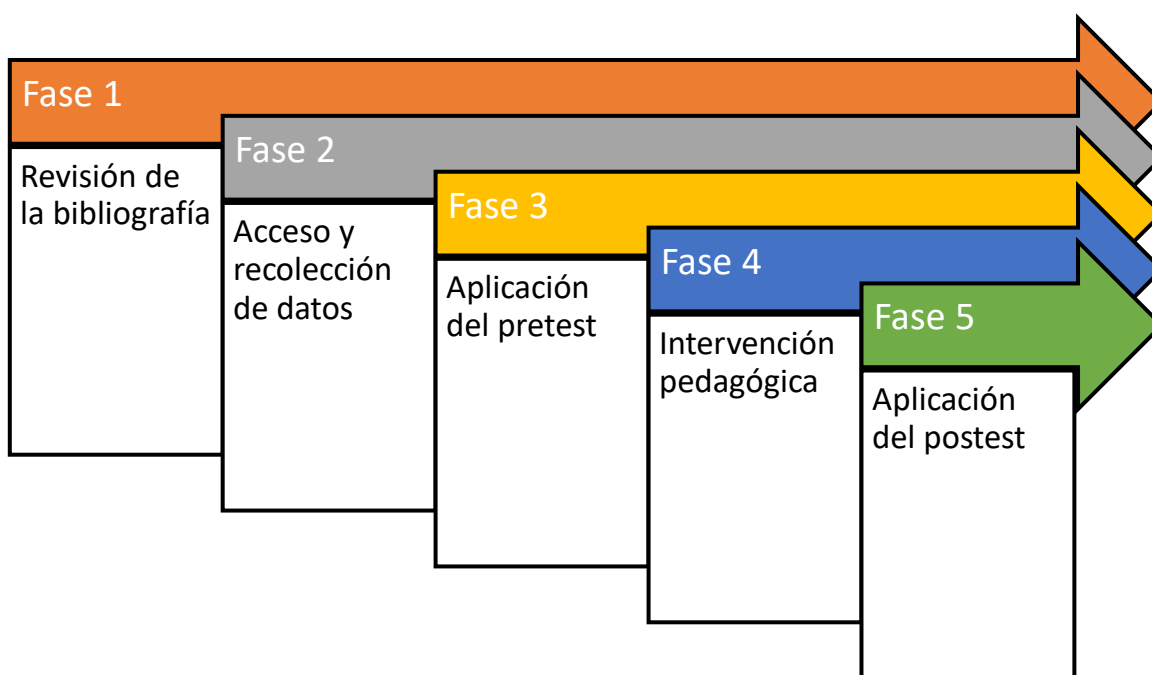 Fase 1
Revisión de
la bibliografía
Fase 2
Acceso y
recolección
de datos
Fase 3
Aplicación
del pretest
Fase 4
Intervención
pedagógica
Fase 5
Aplicación
del postest